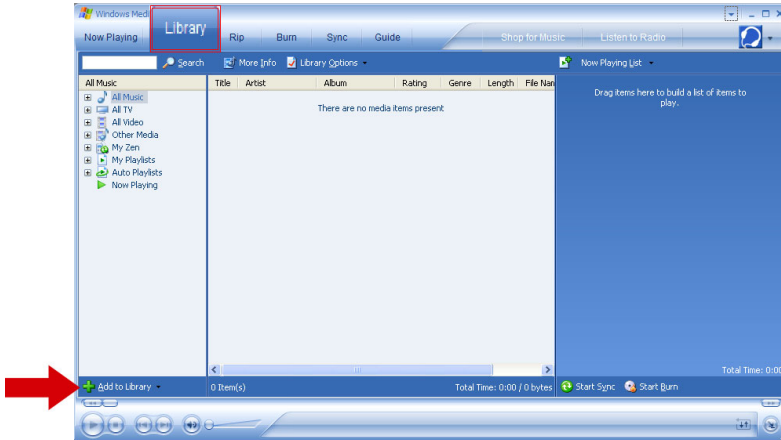 Windows Medi
Now Playing
Library
Rip
Burn
Sync
Guide
Shop for Music
Listen to Radio
Search
More Info
Library Options
Now Playing List
All Music
Title
Artist
Album
Rating
Genre
Length
File Nan
All Music
All TV
All Video
Other Media
My Zen
My Playlists
Auto Playlists
Now Playing
There are no media items present
Drag items here to build a list of items to
play.
Total Time: 0:00
Add to Library
0 Item(s)
Total Time: 0:00 / 0 bytes
Start Sync
Start Burn